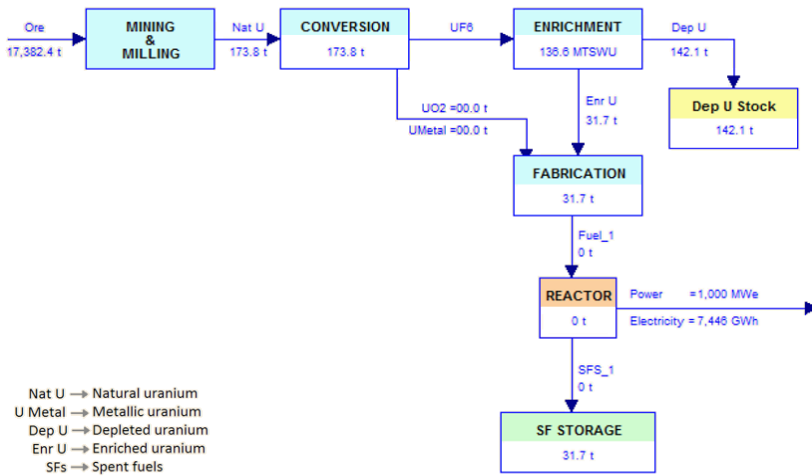 Ore
17,382.4 t
MINING
&
MILLING
Nat U
173.8 t
CONVERSION
173.8 t
UF6
ENRICHMENT
136.6 MTSWU
Dep U
142.1 t
Dep U Stock
142.1 t
UO2 =00.0 t
UMetal =00.0 t
Enr U
31.7 t
FABRICATION
31.7 t
Fuel_1
0 t
REACTOR
0 t
Power =1,000 MWe
Electricity = 7,446 GWh
SFS_1
0 t
SF STORAGE
31.7 t
Nat U → Natural uranium
U Metal → Metallic uranium
Dep U → Depleted uranium
Enr U → Enriched uranium
SFs → Spent fuels